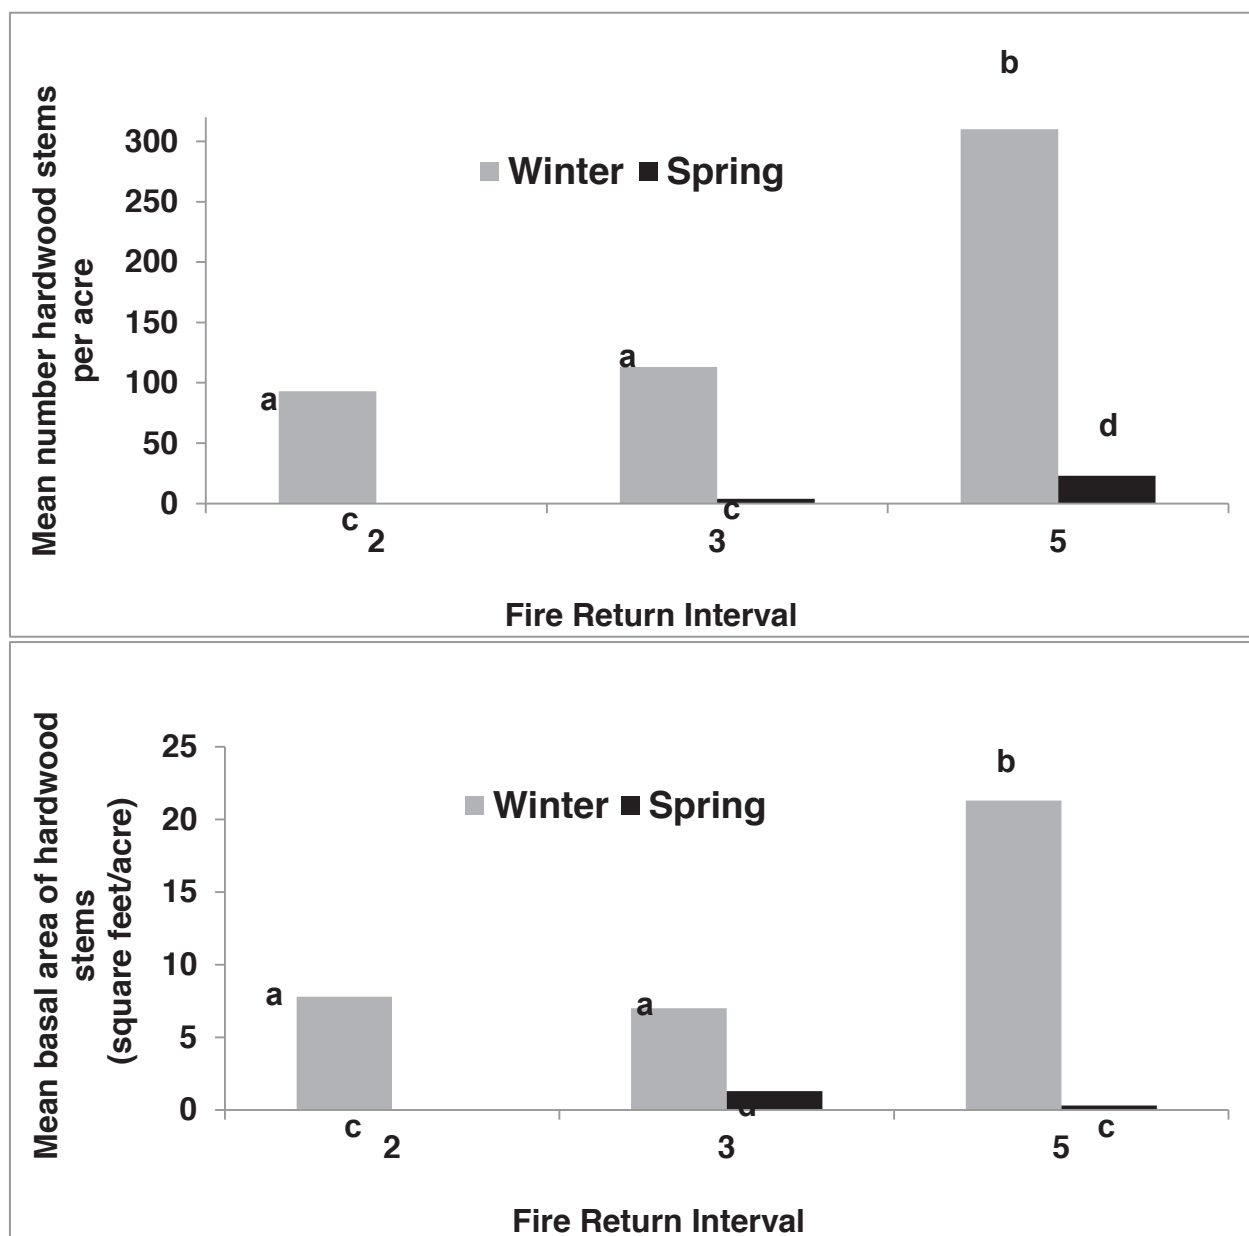 Mean number hardwood stems
per acre
b
300
Winter Spring
250
200
150
a
100
a
d
50
0
c
c
2 3 5
Fire Return Interval
Mean basal area of hardwood
stems
(square feet/acre)
25
b
Winter Spring
20
15
10
a
a
5
0
d
c
c
2 3 5
Fire Return Interval